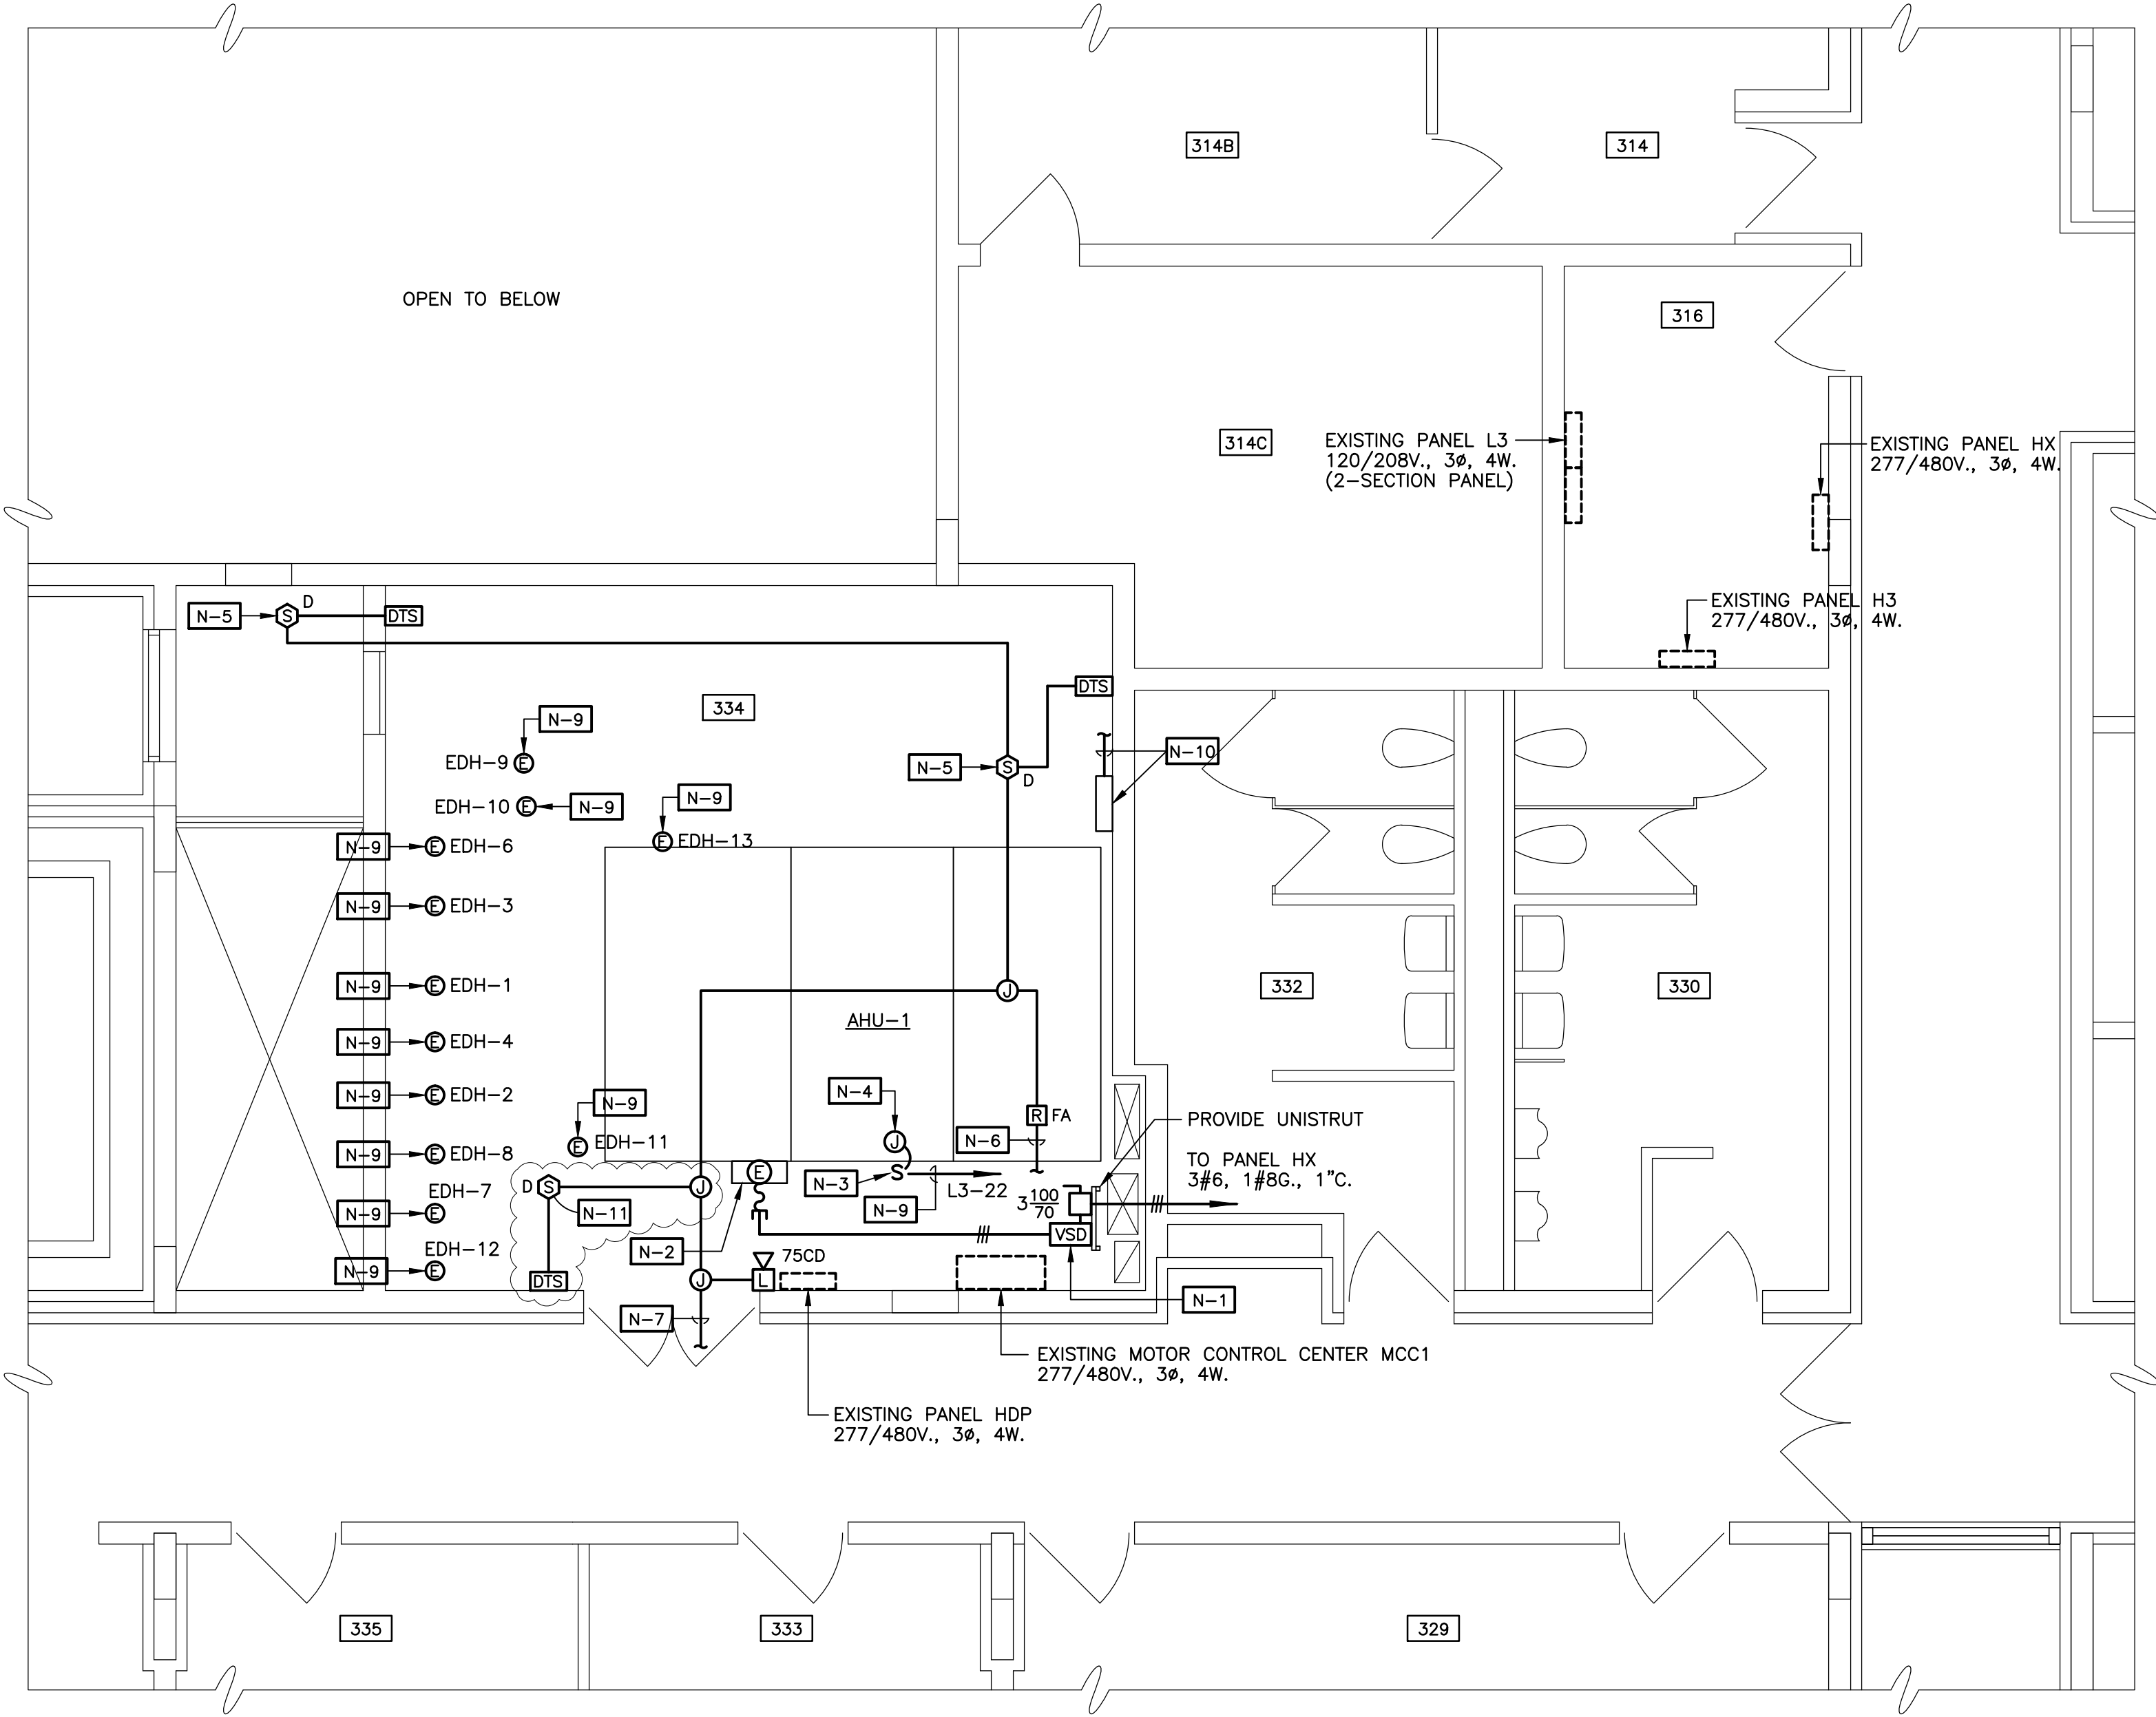 314B
314
OPEN TO BELOW
316
314C
EXISTING PANEL L3
120/208V., 3ø, 4W.
(2-SECTION PANEL)
EXISTING PANEL HX
277/480V., 3ø, 4W.
EXISTING PANEL H3
277/480V., 3ø, 4W.
N-5
S
D
DTS
DTS
334
N-9
EDH-9
E
N-5
S
D
N-10
EDH-10
E
N-9
N-9
E
EDH-13
N-9
E
EDH-6
N-9
E
EDH-3
N-9
E
EDH-1
J
332
330
AHU-1
N-9
E
EDH-4
N-9
E
EDH-2
N-9
N-4
R
FA
PROVIDE UNISTRUT
N-9
E
EDH-8
E
EDH-11
J
N-6
TO PANEL HX
3#6, 1#8G., 1"C.
E
N-3
S
L3-22
D
S
J
EDH-7
N-9
E
N-11
N-9
3 100
70
VSD
N-2
EDH-12
N-9
E
DTS
J
75CD
L
N-7
N-1
EXISTING MOTOR CONTROL CENTER MCC1
277/480V., 3ø, 4W.
EXISTING PANEL HDP
277/480V., 3ø, 4W.
335
333
329